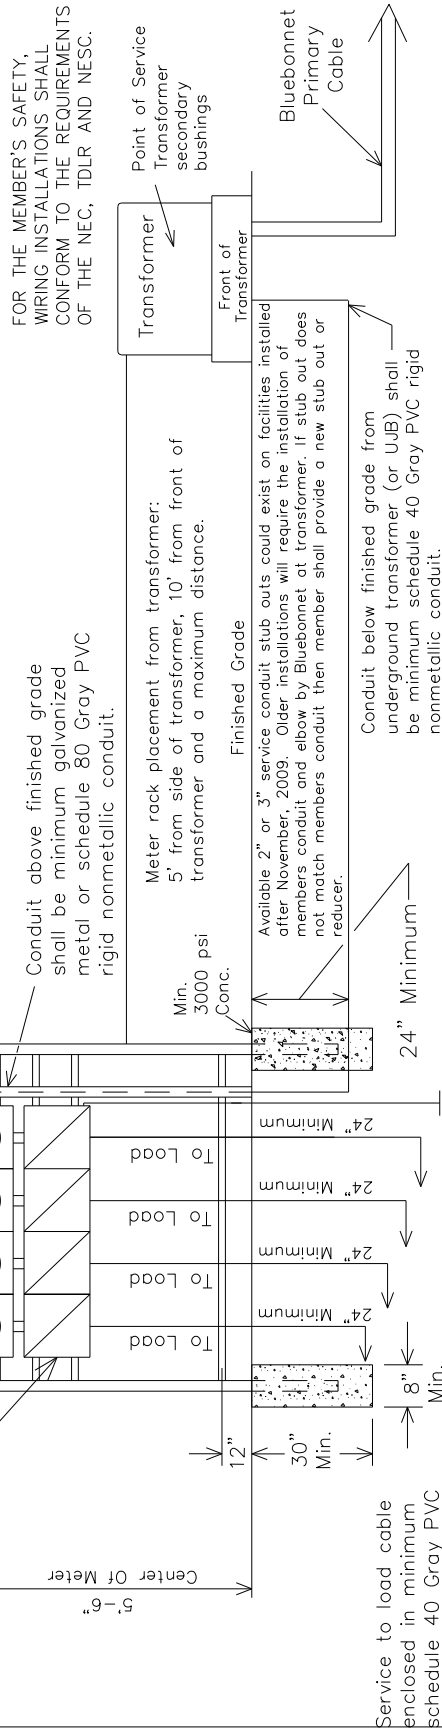 FOR THE MEMBER'S SAFETY,
WIRING INSTALLATIONS SHALL
CONFORM TO THE REQUIREMENTS
OF THE NEC, TDLR AND NESC.
Conduit above finished grade
shall be minimum galvanized
metal or schedule 80 Gray PVC
rigid nonmetallic conduit.
Point of Service
Transformer
secondary
bushings
Transformer
Front of
Transformer
Bluebonnet
Primary
Cable
Meter rack placement from transformer:
5' from side of transformer, 10' from front of
transformer and a maximum distance.
Min.
3000 psi
Conc.
Finished Grade
Available 2" or 3" service conduit stub outs could exist on facilities installed
after November, 2009. Older installations will require the installation of
members conduit and elbow by Bluebonnet at transformer. If stub out does
not match members conduit then member shall provide a new stub out or
reducer.
Conduit below finished grade from
underground transformer (or UJB) shall
be minimum schedule 40 Gray PVC rigid
nonmetallic conduit.
24" Minimum
To Load
To Load
To Load
To Load
24" Minimum
24" Minimum
24" Minimum
24" Minimum
5'-6"
Center Of Meter
12"
30"
Min.
8"
Min.
Service to load cable
enclosed in minimum
schedule 40 Gray PVC